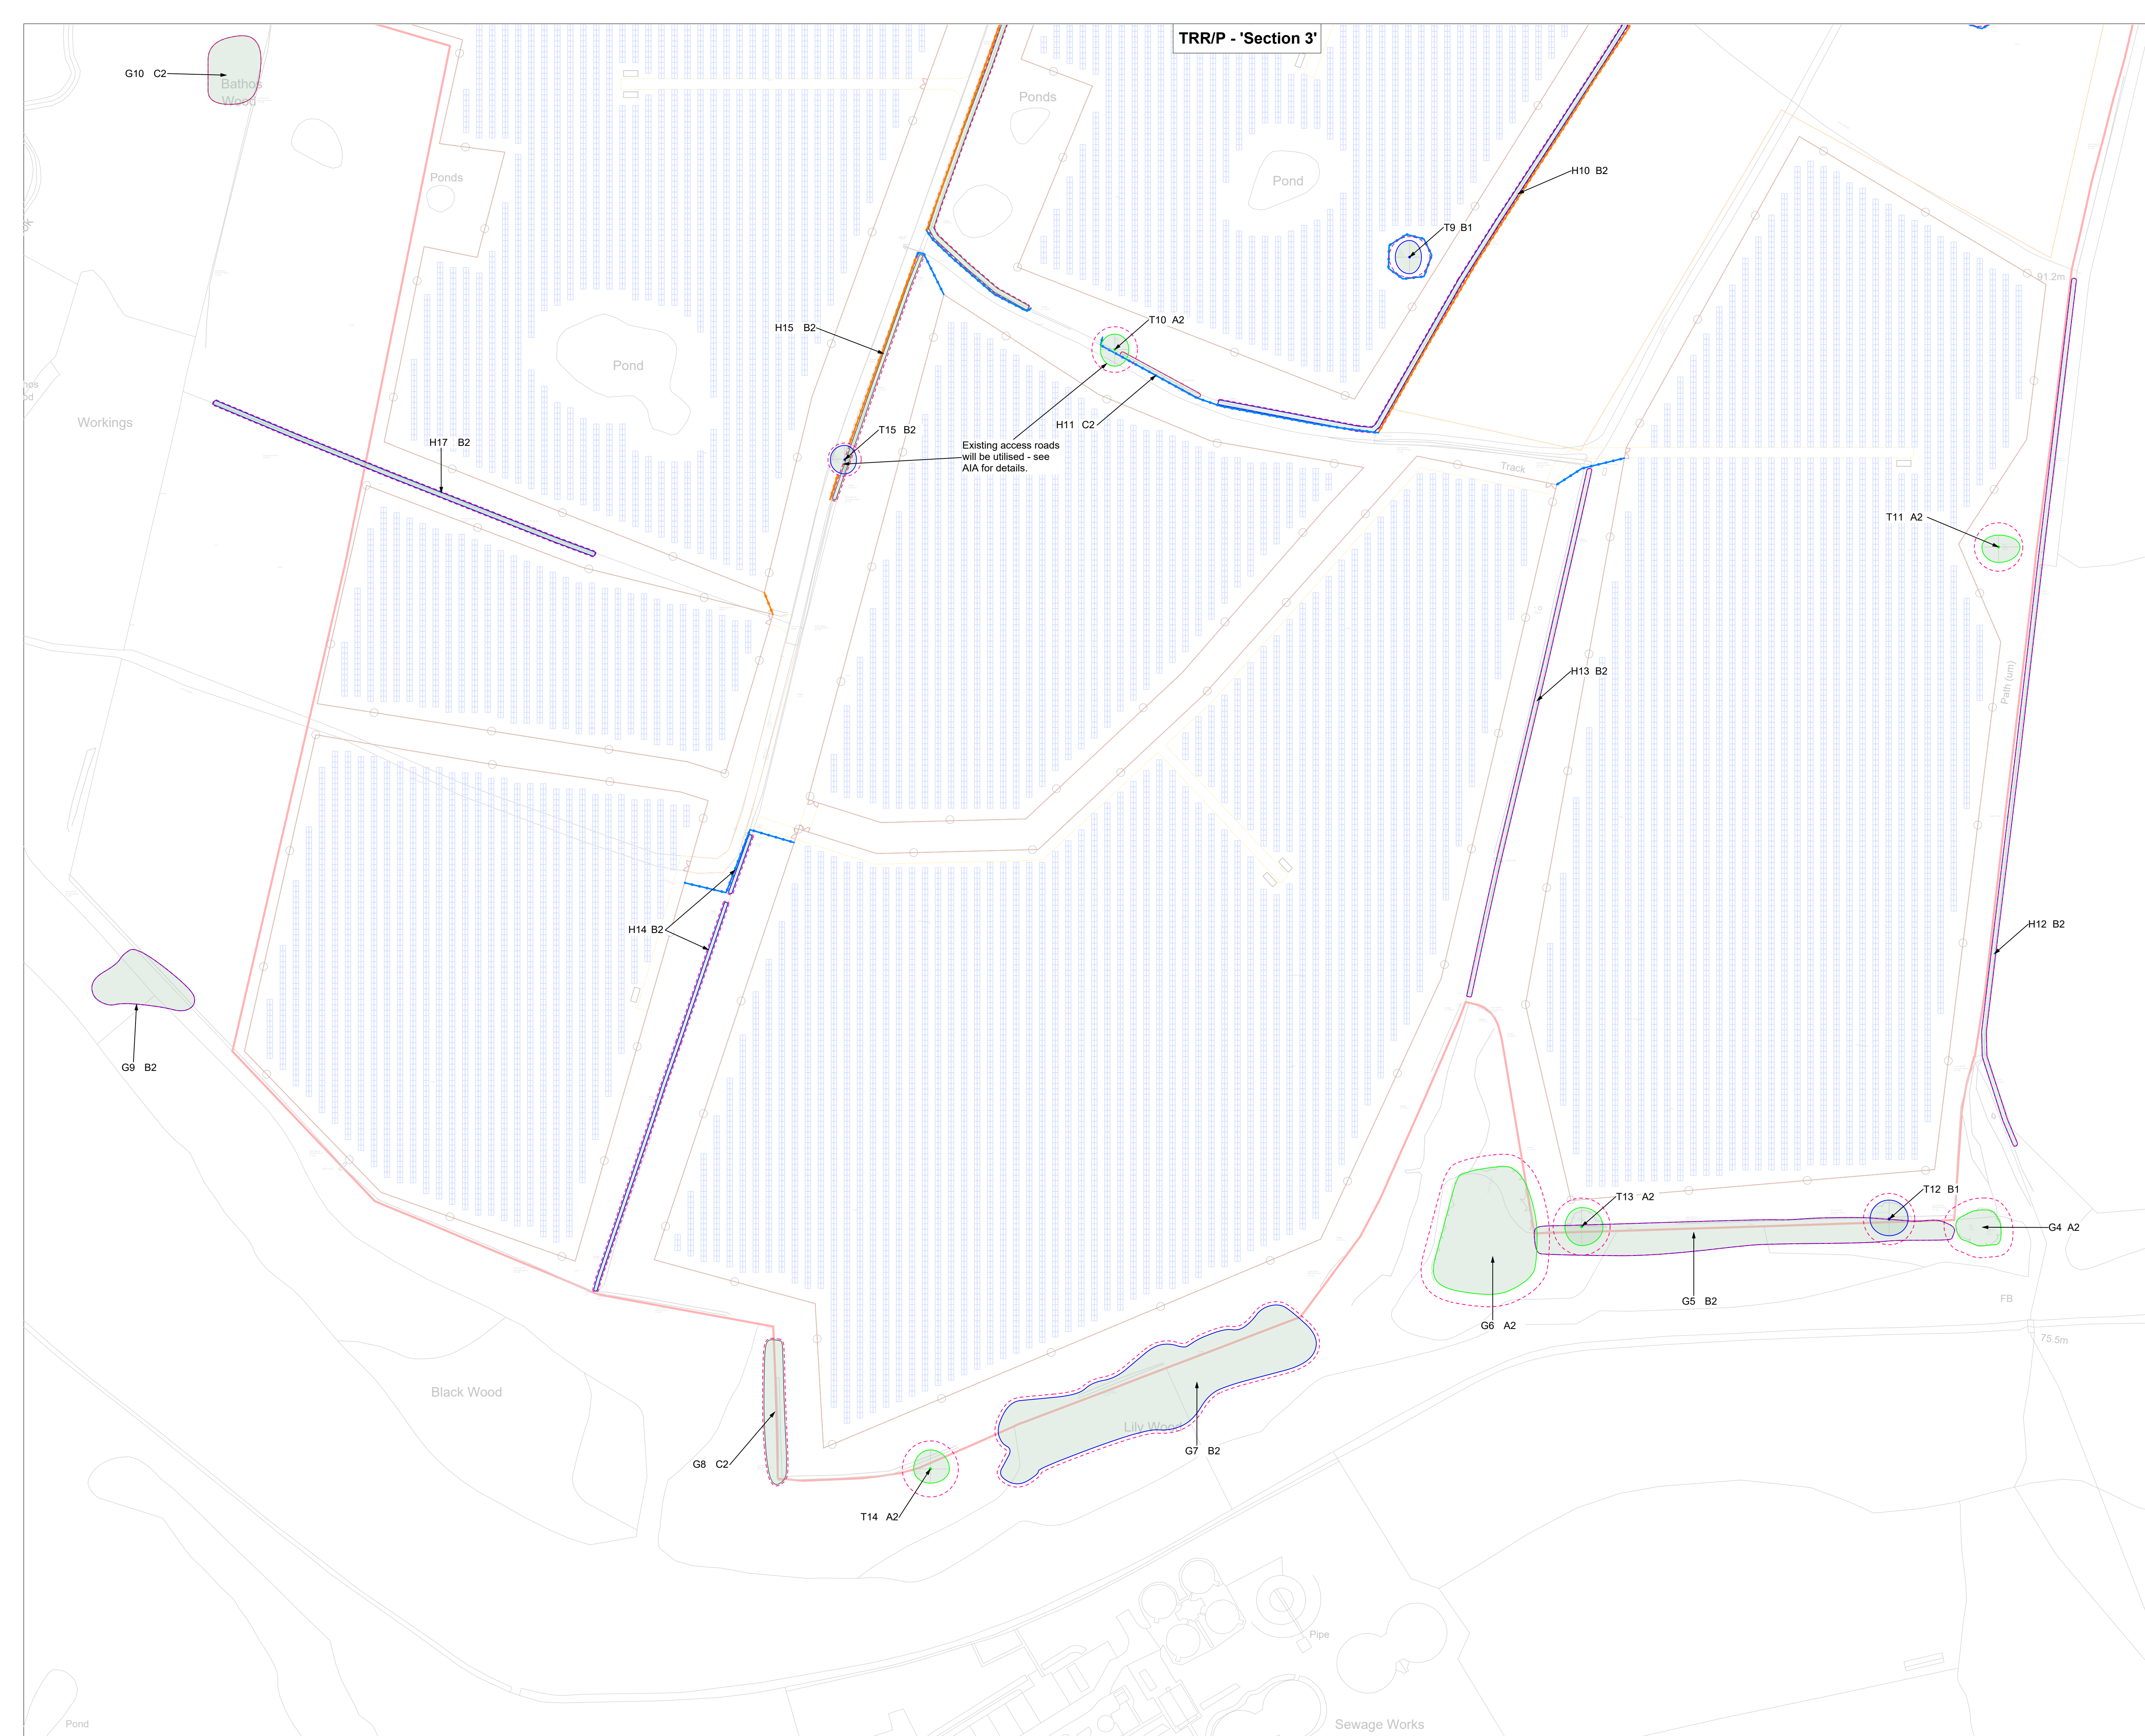 TRR/P - 'Section 3'
G10 C2
Bathos
Wood
Ponds
Ponds
Pond
H10 B2
T9 B1
91.2m
T10 A2
H15 B2
Pond
Workings
H11 C2
T15 B2
H17 B2
Existing access roads
will be utilised - see
AIA for details.
Track
T11 A2
H13 B2
Path (um)
H14 B2
H12 B2
G9 B2
T13 A2
T12 B1
G4 A2
G5 B2
FB
G6 A2
75.5m
Black Wood
Lily Wood
G7 B2
G8 C2
T14 A2
Pipe
Pond
Sewage Works